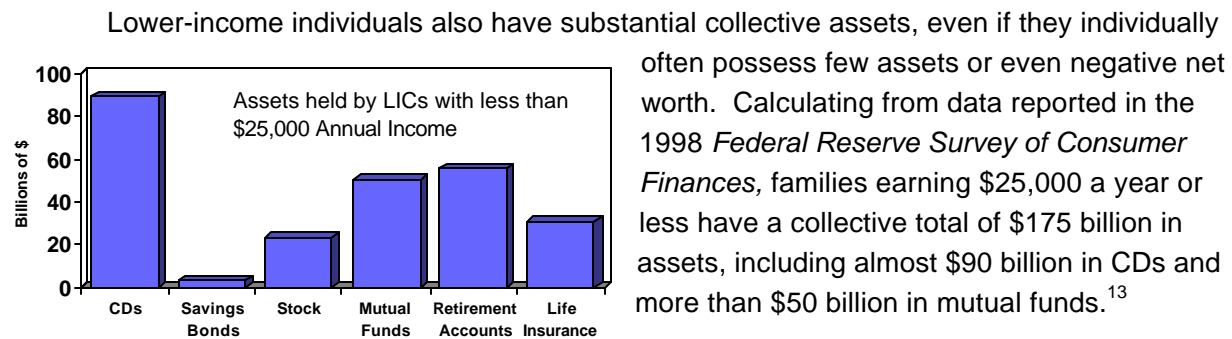 Lower-income individuals also have substantial collective assets, even if they individually
often possess few assets or even negative net
worth. Calculating from data reported in the
1998 Federal Reserve Survey of Consumer
Finances, families earning $25,000 a year or
less have a collective total of $175 billion in
assets, including almost $90 billion in CDs and
more than $50 billion in mutual funds.13
Assets held by LICs with less than
$25,000 Annual Income
Billions of $
100
80
60
40
20
0
CDs Savings Stock Mutual Retirement Life
Bonds Funds Accounts Insurance